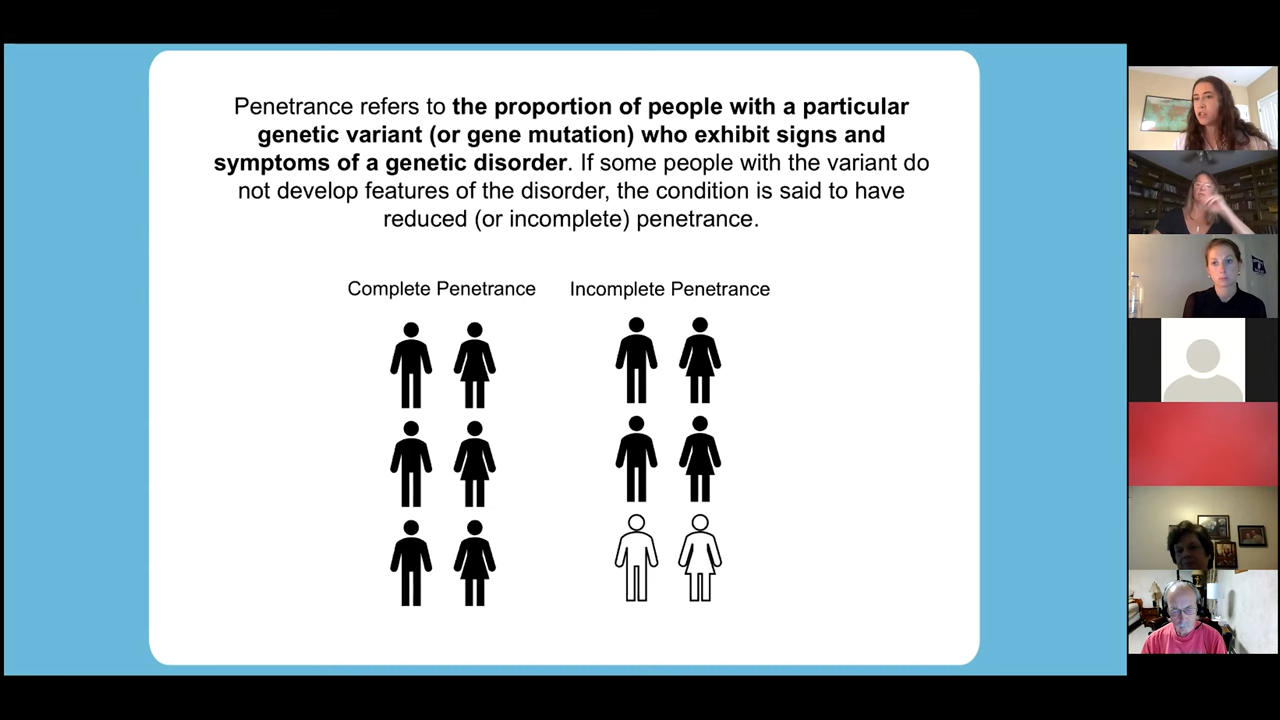 Penetrance refers to the proportion of people with a particular
genetic variant (or gene mutation) who exhibit signs and
symptoms of a genetic disorder. If some people with the variant do
not develop features of the disorder, the condition is said to have
reduced (or incomplete) penetrance.
Complete Penetrance
Incomplete Penetrance